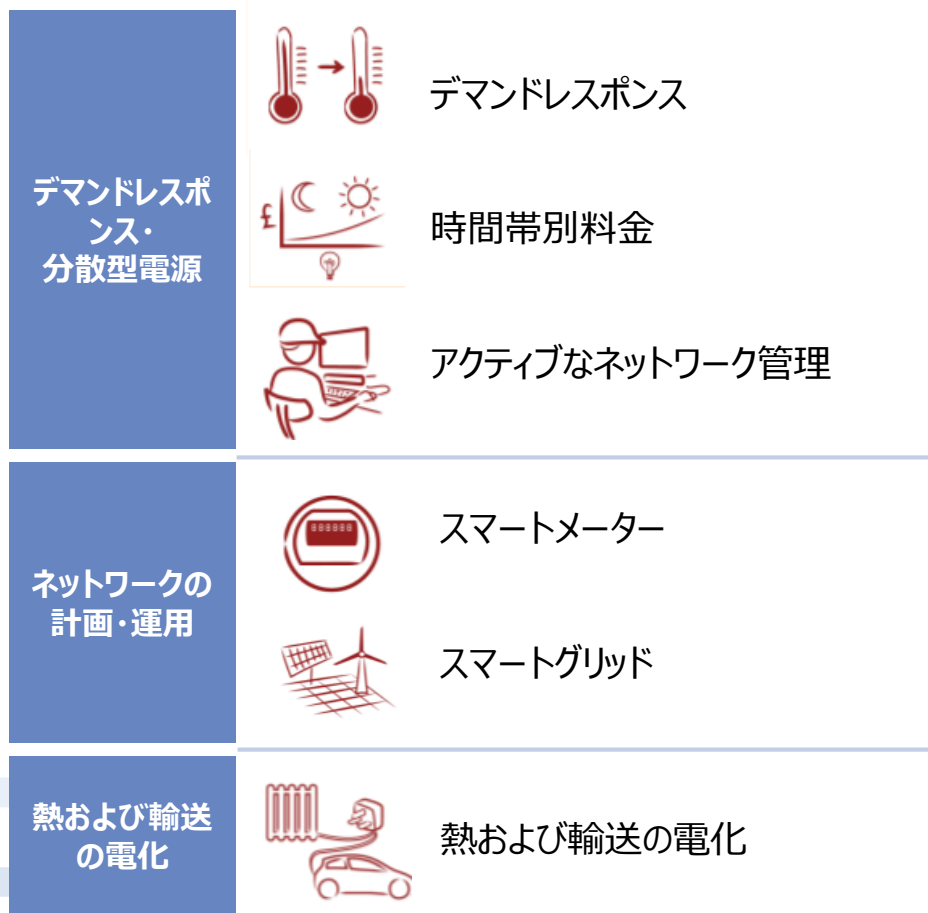 デマンドレスポ
ンス・
分散型電源
デマンドレスポンス
£
時間帯別料金
アクティブなネットワーク管理
ネットワークの
計画・運用
888888
スマートメーター
スマートグリッド
熱および輸送
の電化
熱および輸送の電化